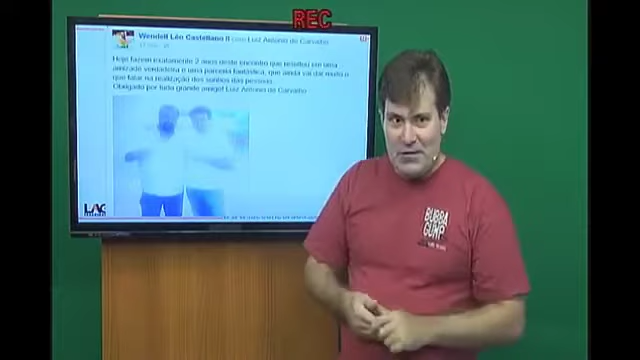 REC
Wendell Léo Castellano II com Luiz Antonio de Carvalho
Hoje fazem exatamente 2 anos deste encontro que resultou em uma
amizade verdadeira e uma parceria fantástica, que ainda vai dar muito o
que falar na realização dos sonhos das pessoas.
Obrigado por tudo grande amigo! Luiz Antonio de Carvalho
LAC
BUBBA
GUMP